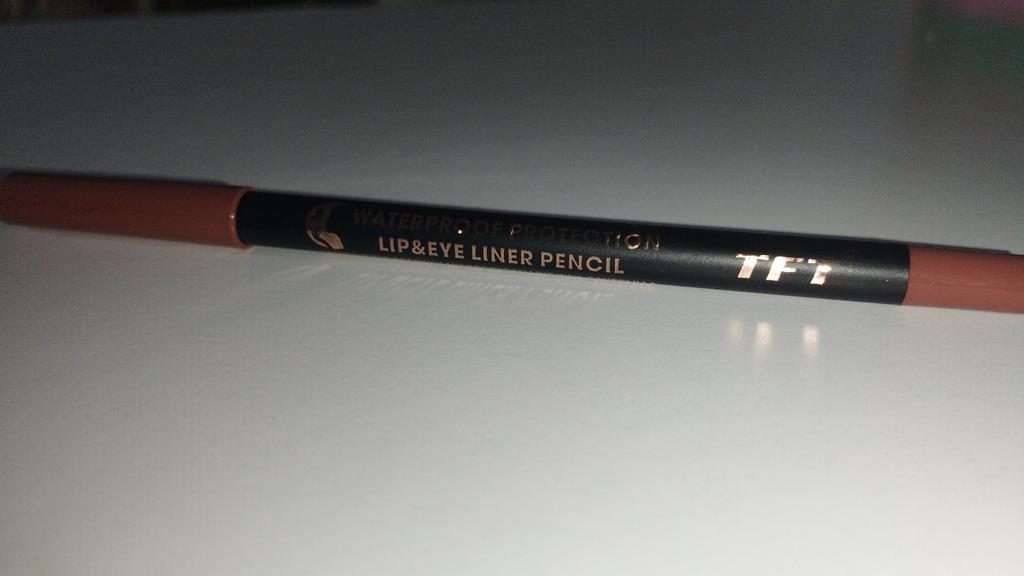 WATERPROOF PROTECTION
LIP&EYE LINER PENCIL
TFT®